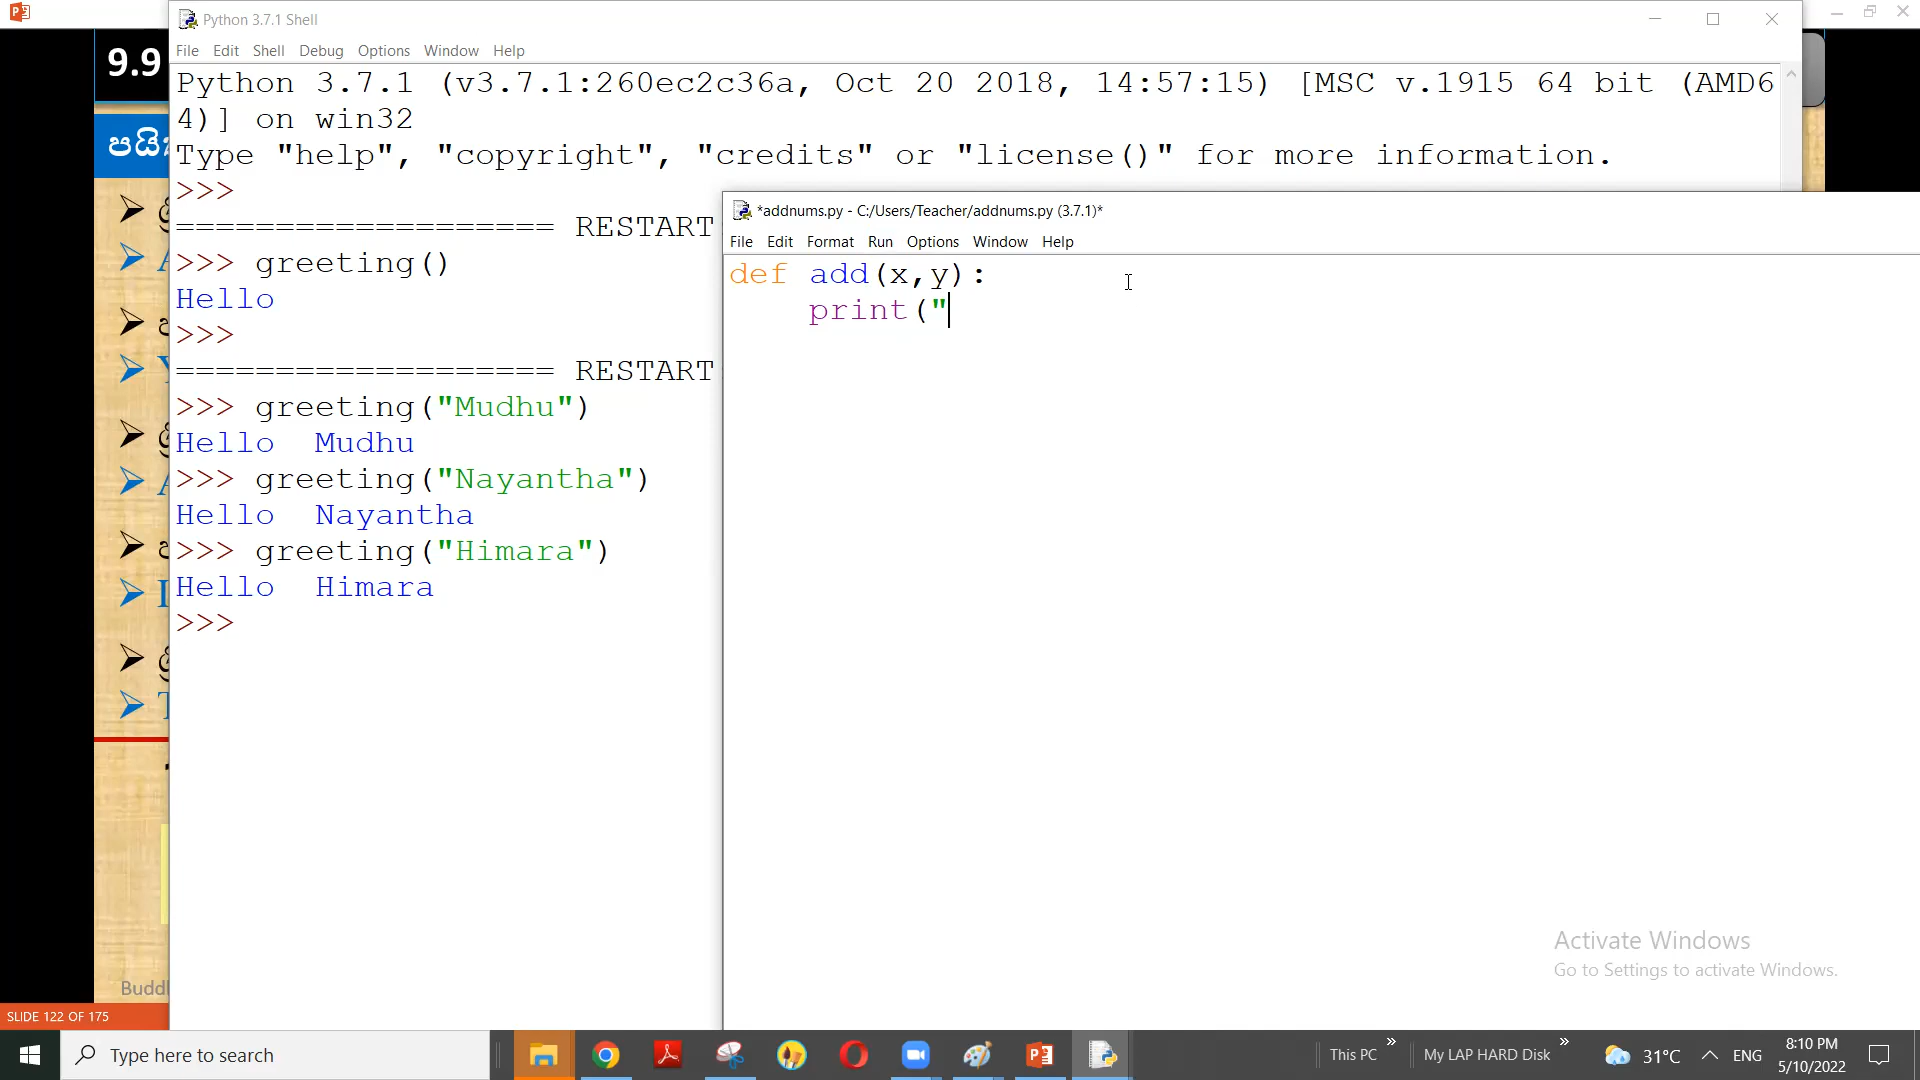 Python 3.7.1 Shell
File Edit Shell Debug Options Window Help
Python 3.7.1 (v3.7.1:260ec2c36a, Oct 20 2018, 14:57:15) [MSC v.1915 64 bit (AMD6
4)] on win32
Type "help", "copyright", "credits" or "license()" for more information.
>>>
=================== RESTART
>>> greeting()
Hello
>>>
=================== RESTART
>>> greeting("Mudhu")
Hello  Mudhu
>>> greeting("Nayantha")
Hello  Nayantha
>>> greeting("Himara")
Hello  Himara
>>>
*addnums.py - C:/Users/Teacher/addnums.py (3.7.1)*
File Edit Format Run Options Window Help
def add(x,y):
    print("
9.9
SLIDE 122 OF 175
Activate Windows
Go to Settings to activate Windows.
Type here to search
This PC
My LAP HARD Disk
31°C
ENG
8:10 PM
5/10/2022